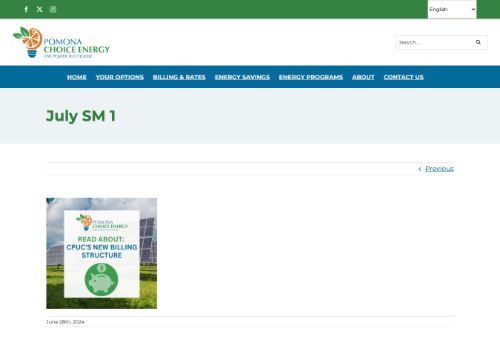 English
POMONA
CHOICE ENERGY
THE POWER TO CHOOSE
Search...
HOME YOUR OPTIONS BILLING & RATES ENERGY SAVINGS ENERGY PROGRAMS ABOUT CONTACT US
July SM 1
Previous
POMONA
CHOICE ENERGY
READ ABOUT:
CPUC'S NEW BILLING
STRUCTURE
June 28th, 2024